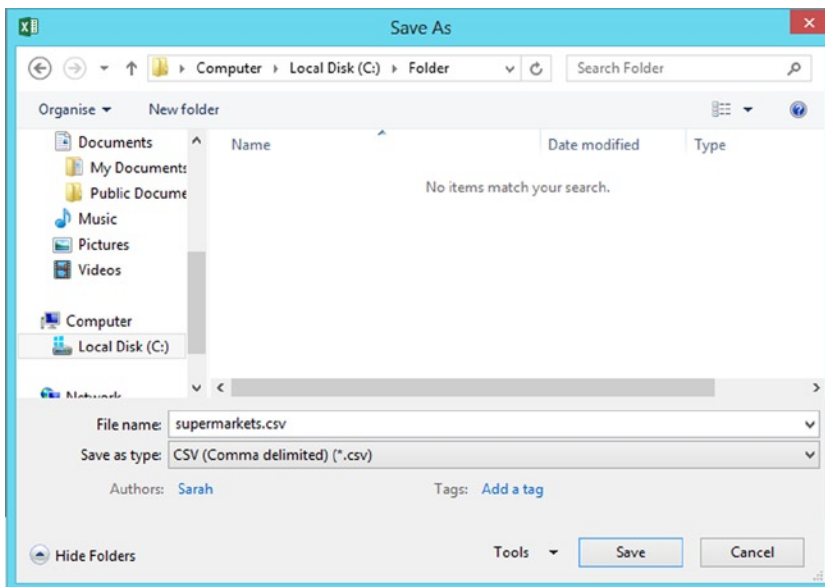 Save As
Computer Local Disk (C:) Folder Search Folder
Organise New folder
Documents Name Date modified Type
My Documents
No items match your search.
Public Docume
Music
Pictures
Videos
Computer
Local Disk (C:)
Network
File name: supermarkets.csv
Save as type: CSV (Comma delimited) (*.csv)
Authors: Sarah Tags: Add a tag
Hide Folders Tools Save Cancel